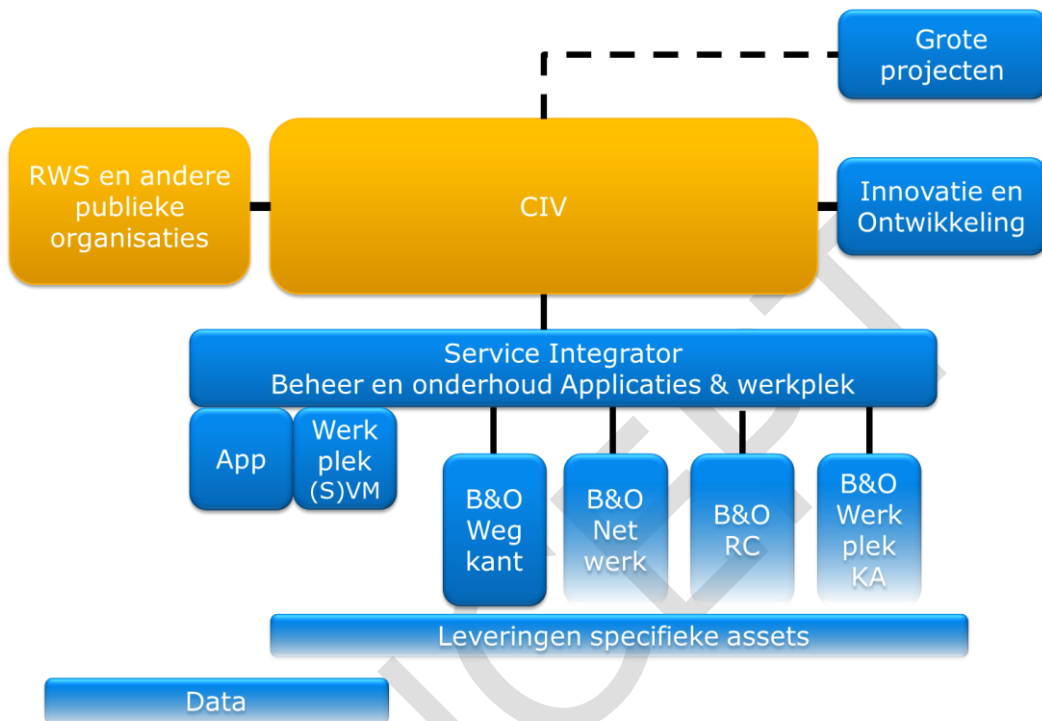 Grote
projecten
RWS en andere
publieke
organisaties
CIV
Innovatie en
Ontwikkeling
Service Integrator
Beheer en onderhoud Applicaties & werkplek
App
Werk
plek
(S)VM
B&O
Weg
kant
B&O
Net
werk
B&O
RC
B&O
Werk
plek
KA
Leveringen specifieke assets
Data